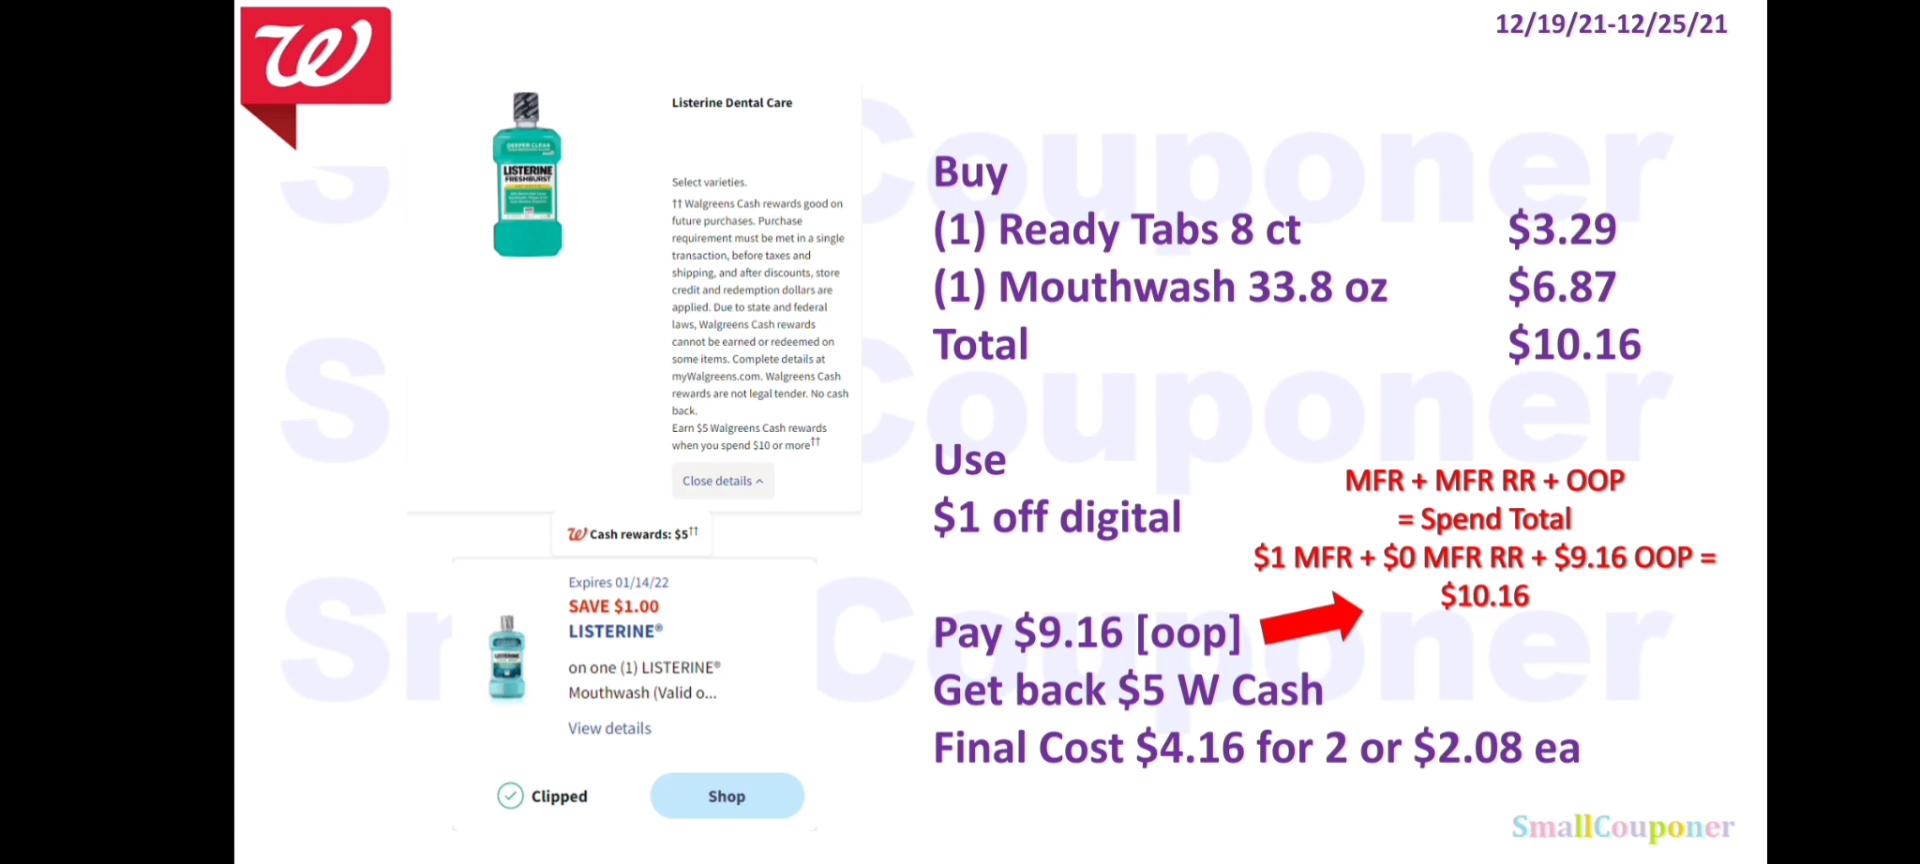 12/19/21-12/25/21
Listerine Dental Care
DEEPER CLEAN
LISTERINE
FRESHBURST
Select varieties.
†† Walgreens Cash rewards good on
future purchases. Purchase
requirement must be met in a single
transaction, before taxes and
shipping, and after discounts, store
credit and redemption dollars are
applied. Due to state and federal
laws, Walgreens Cash rewards
cannot be earned or redeemed on
some items. Complete details at
myWalgreens.com. Walgreens Cash
rewards are not legal tender. No cash
back.
Earn $5 Walgreens Cash rewards
when you spend $10 or more††
Close details
W Cash rewards: $5††
Expires 01/14/22
SAVE $1.00
LISTERINE®
on one (1) LISTERINE®
Mouthwash (Valid o...
View details
LISTERINE
Clipped
Shop
Buy
(1) Ready Tabs 8 ct $3.29
(1) Mouthwash 33.8 oz $6.87
Total $10.16
Use
$1 off digital
MFR + MFR RR + OOP
= Spend Total
$1 MFR + $0 MFR RR + $9.16 OOP =
$10.16
Pay $9.16 [oop]
Get back $5 W Cash
Final Cost $4.16 for 2 or $2.08 ea
SmallCouponer